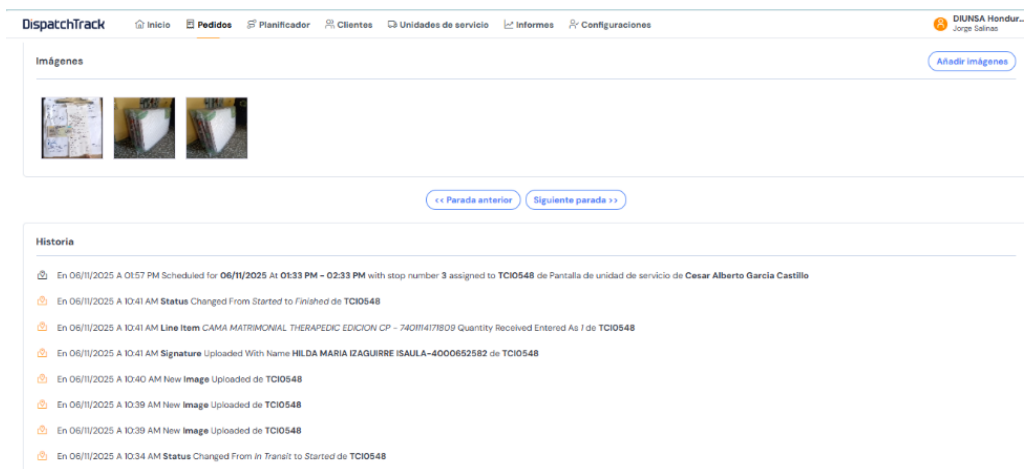 DispatchTrack Inicio Pedidos Planificador Clientes Unidades de servicio Informes Configuraciones DIUNSA Hondur...
Jorge Salinas
Imágenes Añadir imágenes
<< Parada anterior Siguiente parada >>
Historia
En 06/11/2025 A 01:57 PM Scheduled for 06/11/2025 At 01:33 PM - 02:33 PM with stop number 3 assigned to TCI0548 de Pantalla de unidad de servicio de Cesar Alberto Garcia Castillo
En 06/11/2025 A 10:41 AM Status Changed From Started to Finished de TCI0548
En 06/11/2025 A 10:41 AM Line Item CAMA MATRIMONIAL THERAPEDIC EDICION CP - 7401114171809 Quantity Received Entered As 1 de TCI0548
En 06/11/2025 A 10:41 AM Signature Uploaded With Name HILDA MARIA IZAGUIRRE ISAULA-4000652582 de TCI0548
En 06/11/2025 A 10:40 AM New Image Uploaded de TCI0548
En 06/11/2025 A 10:39 AM New Image Uploaded de TCI0548
En 06/11/2025 A 10:39 AM New Image Uploaded de TCI0548
En 06/11/2025 A 10:34 AM Status Changed From In Transit to Started de TCI0548